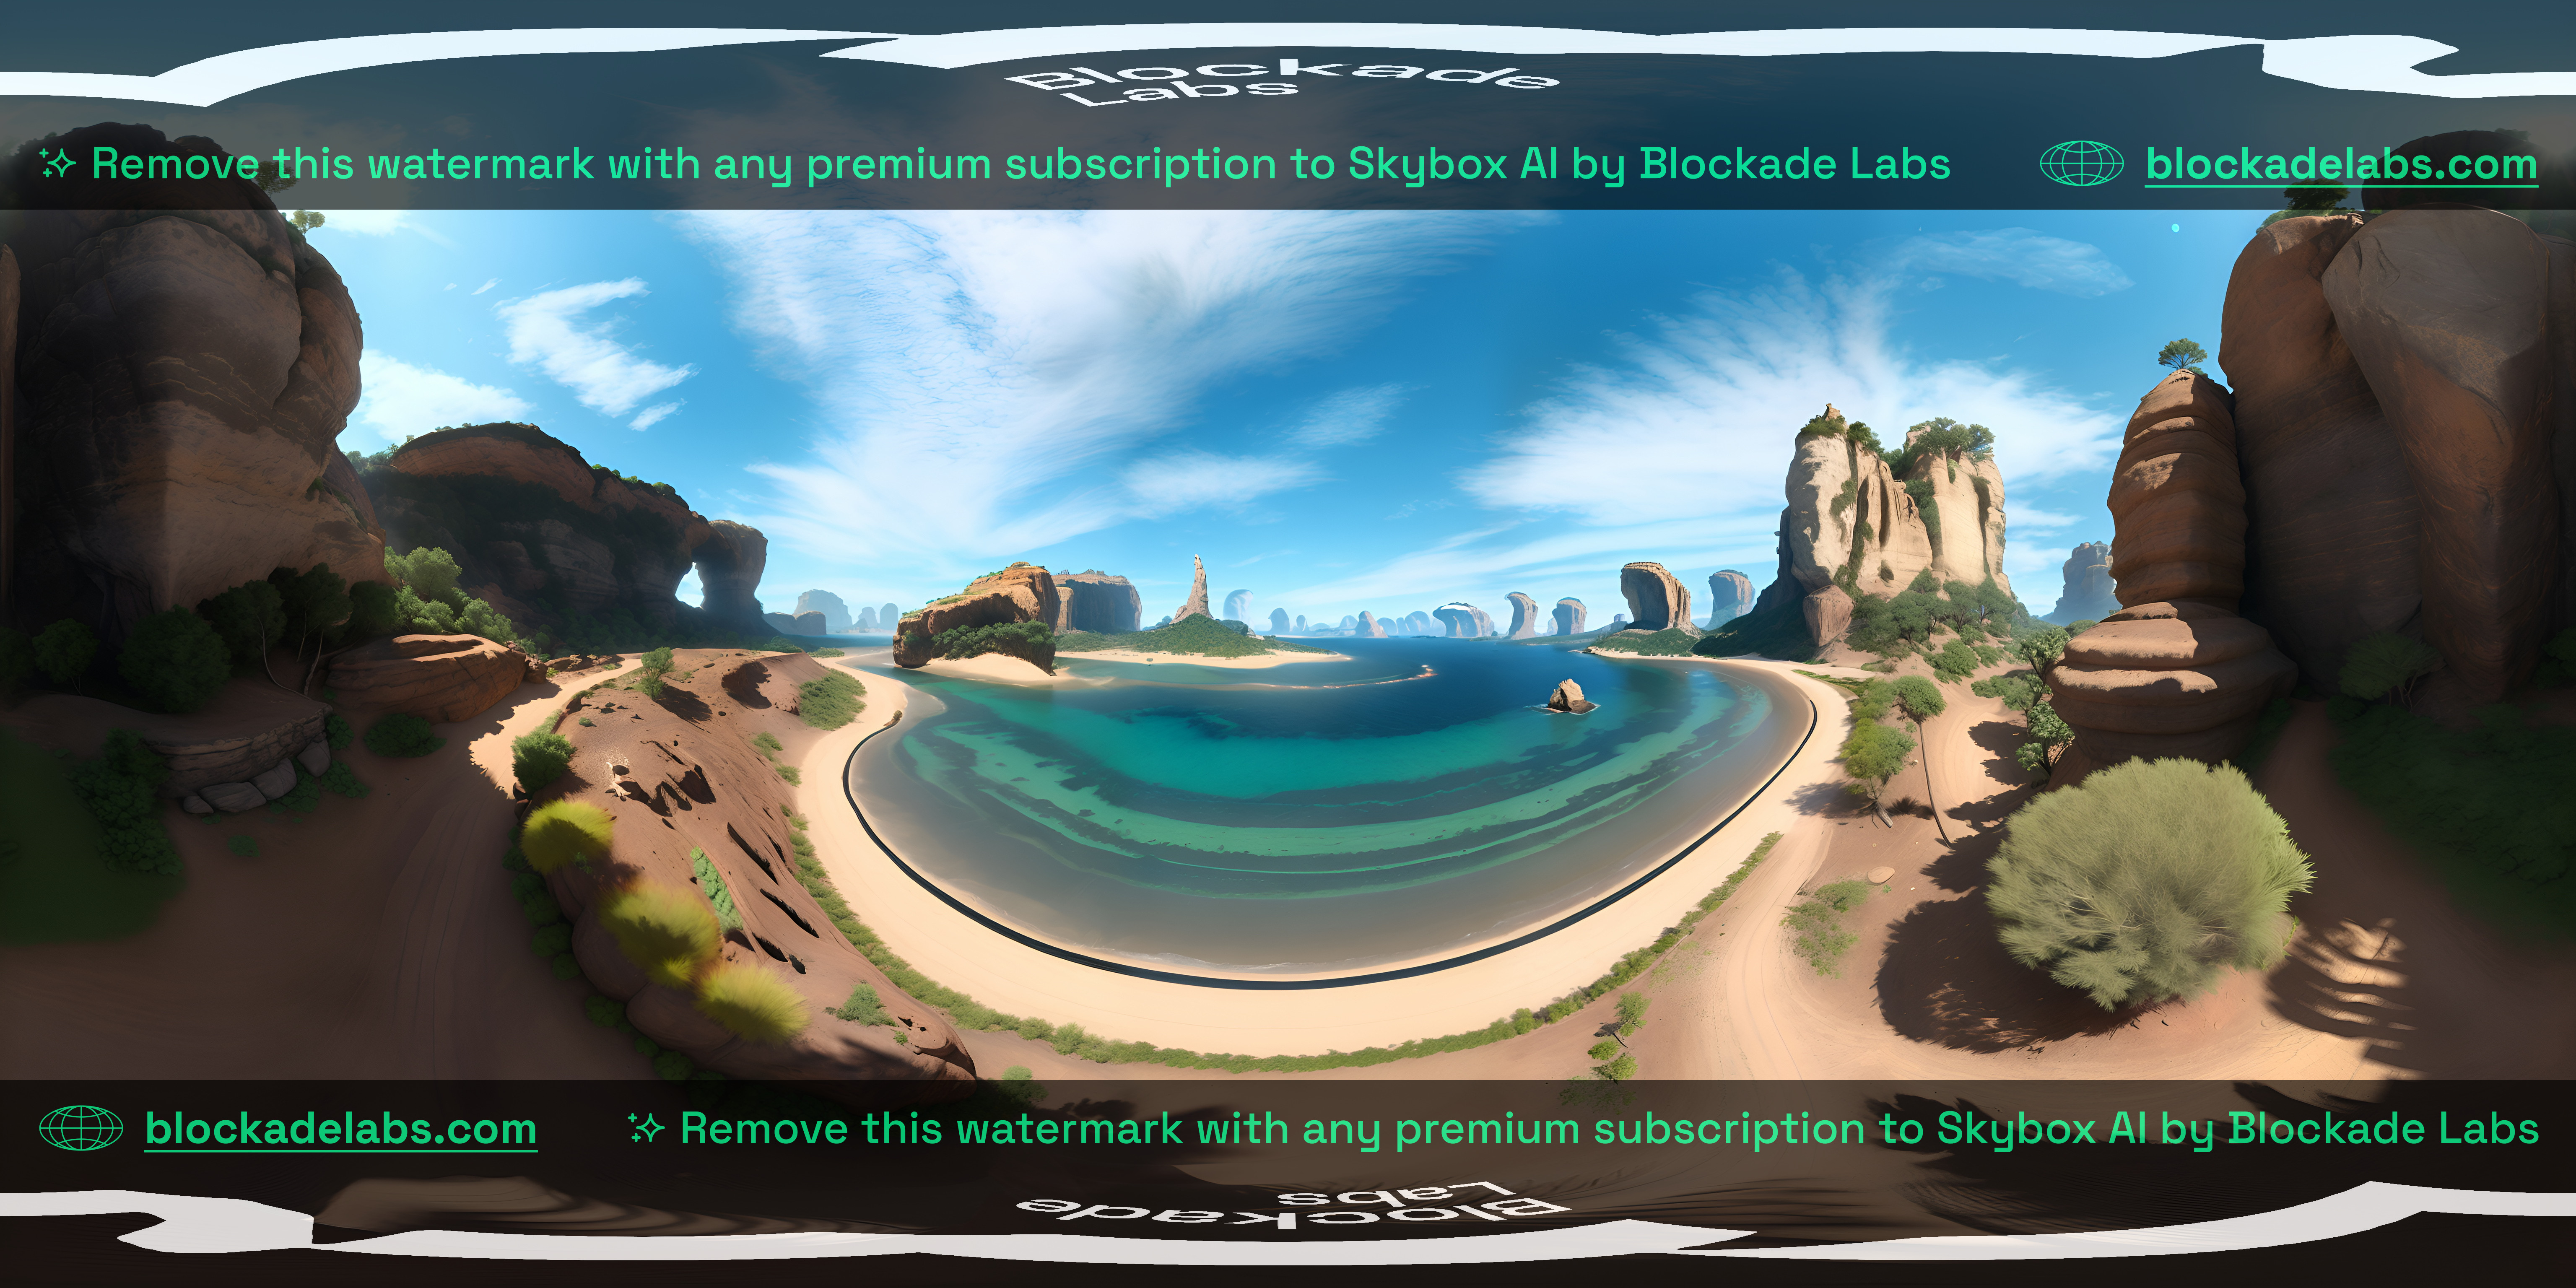 Blockade
Labs
Remove this watermark with any premium subscription to Skybox AI by Blockade Labs
blockadelabs.com
blockadelabs.com
Remove this watermark with any premium subscription to Skybox AI by Blockade Labs
Blockade
Labs